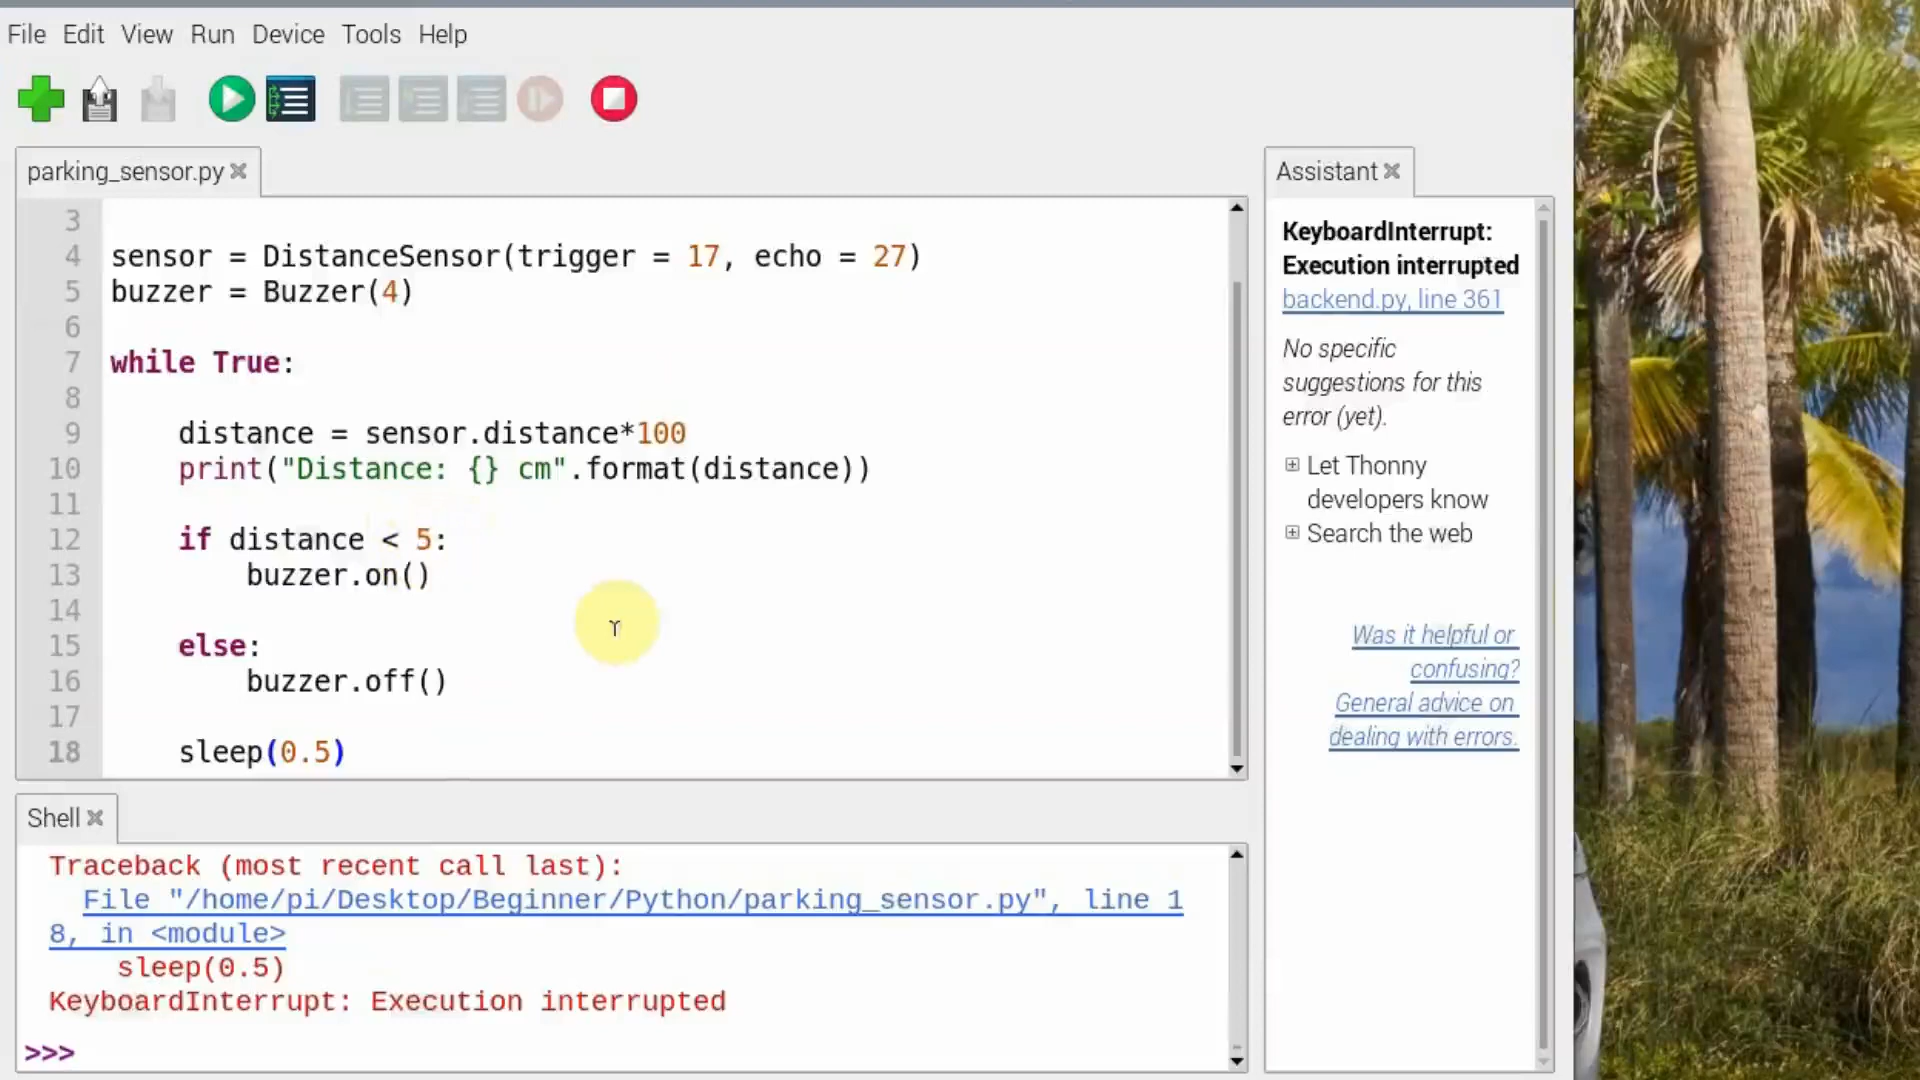 File Edit View Run Device Tools Help
parking_sensor.py
3
4 sensor = DistanceSensor(trigger = 17, echo = 27)
5 buzzer = Buzzer(4)
6
7 while True:
8
9 distance = sensor.distance*100
10 print("Distance: {} cm".format(distance))
11
12 if distance < 5:
13 buzzer.on()
14
15 else:
16 buzzer.off()
17
18 sleep(0.5)
Shell
Traceback (most recent call last):
File "/home/pi/Desktop/Beginner/Python/parking_sensor.py", line 1
8, in <module>
sleep(0.5)
KeyboardInterrupt: Execution interrupted
>>>
Assistant
KeyboardInterrupt:
Execution interrupted
backend.py, line 361
No specific
suggestions for this
error (yet).
Let Thonny
developers know
Search the web
Was it helpful or
confusing?
General advice on
dealing with errors.